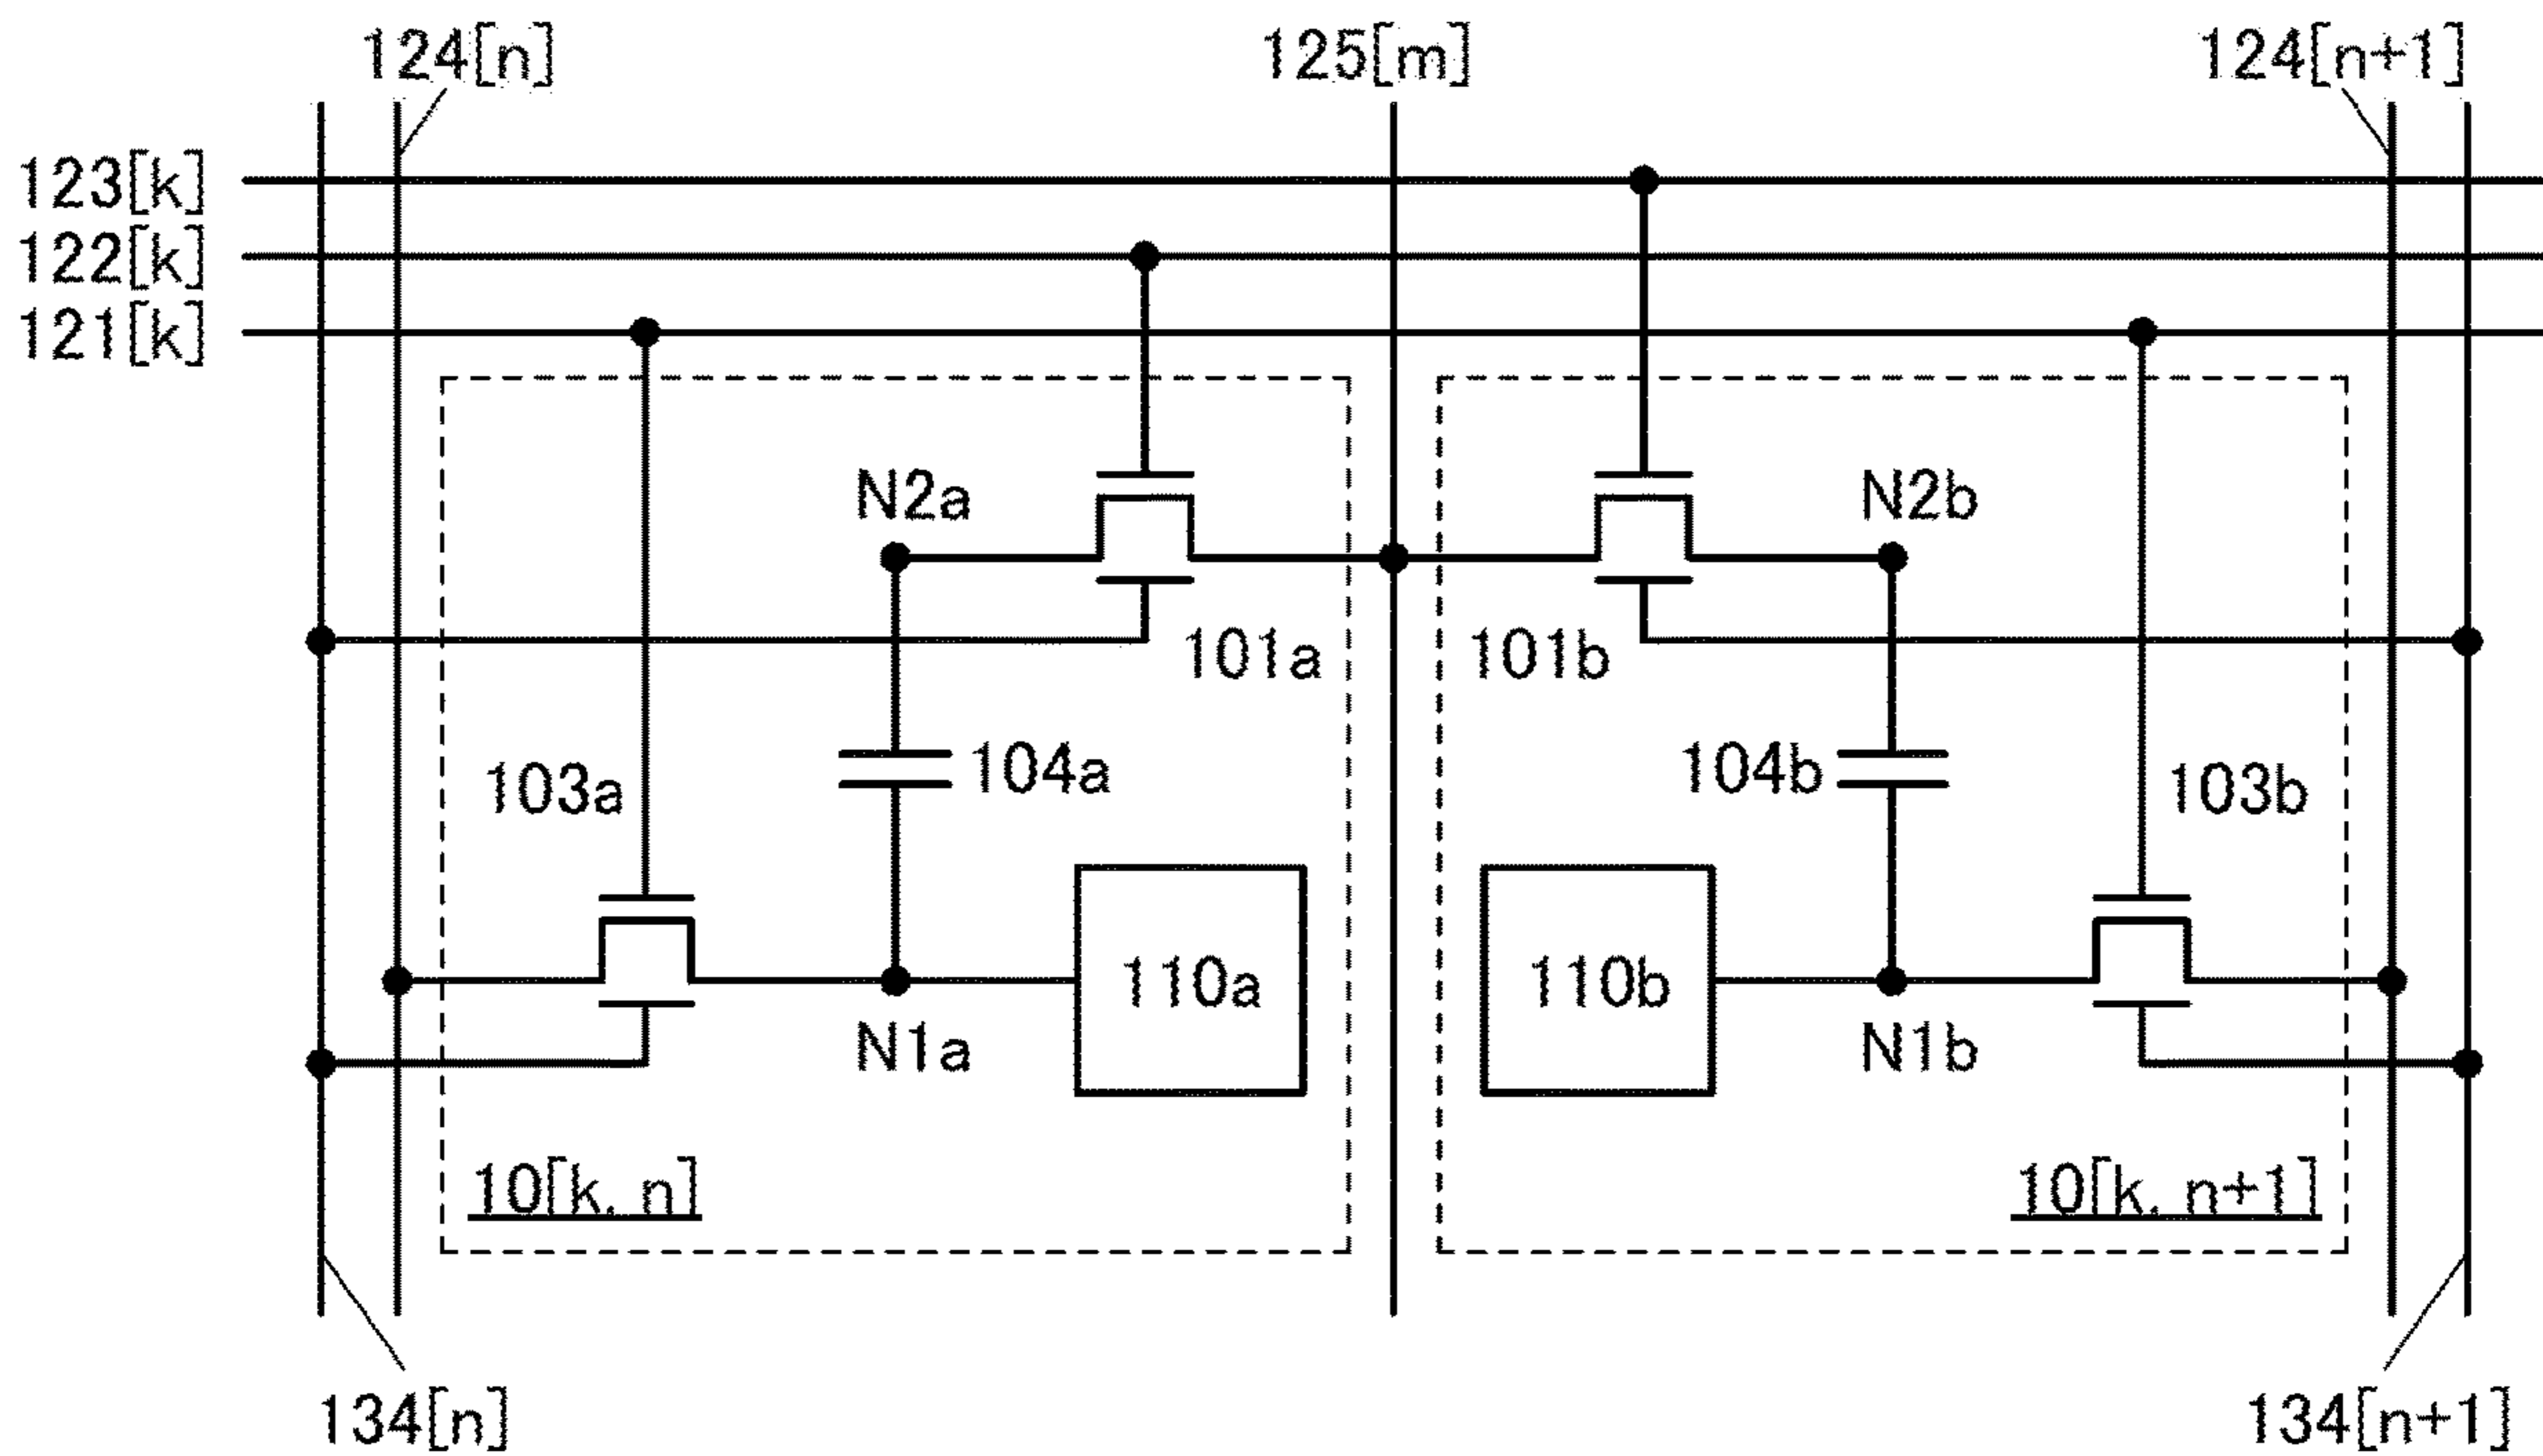 124[n]
125[m]
124[n+1]
123[k]
122[k]
121[k]
N2a
N2b
101a
101b
103a
104a
104b
103b
110a
110b
N1a
N1b
10[k, n]
10[k, n+1]
134[n]
134[n+1]